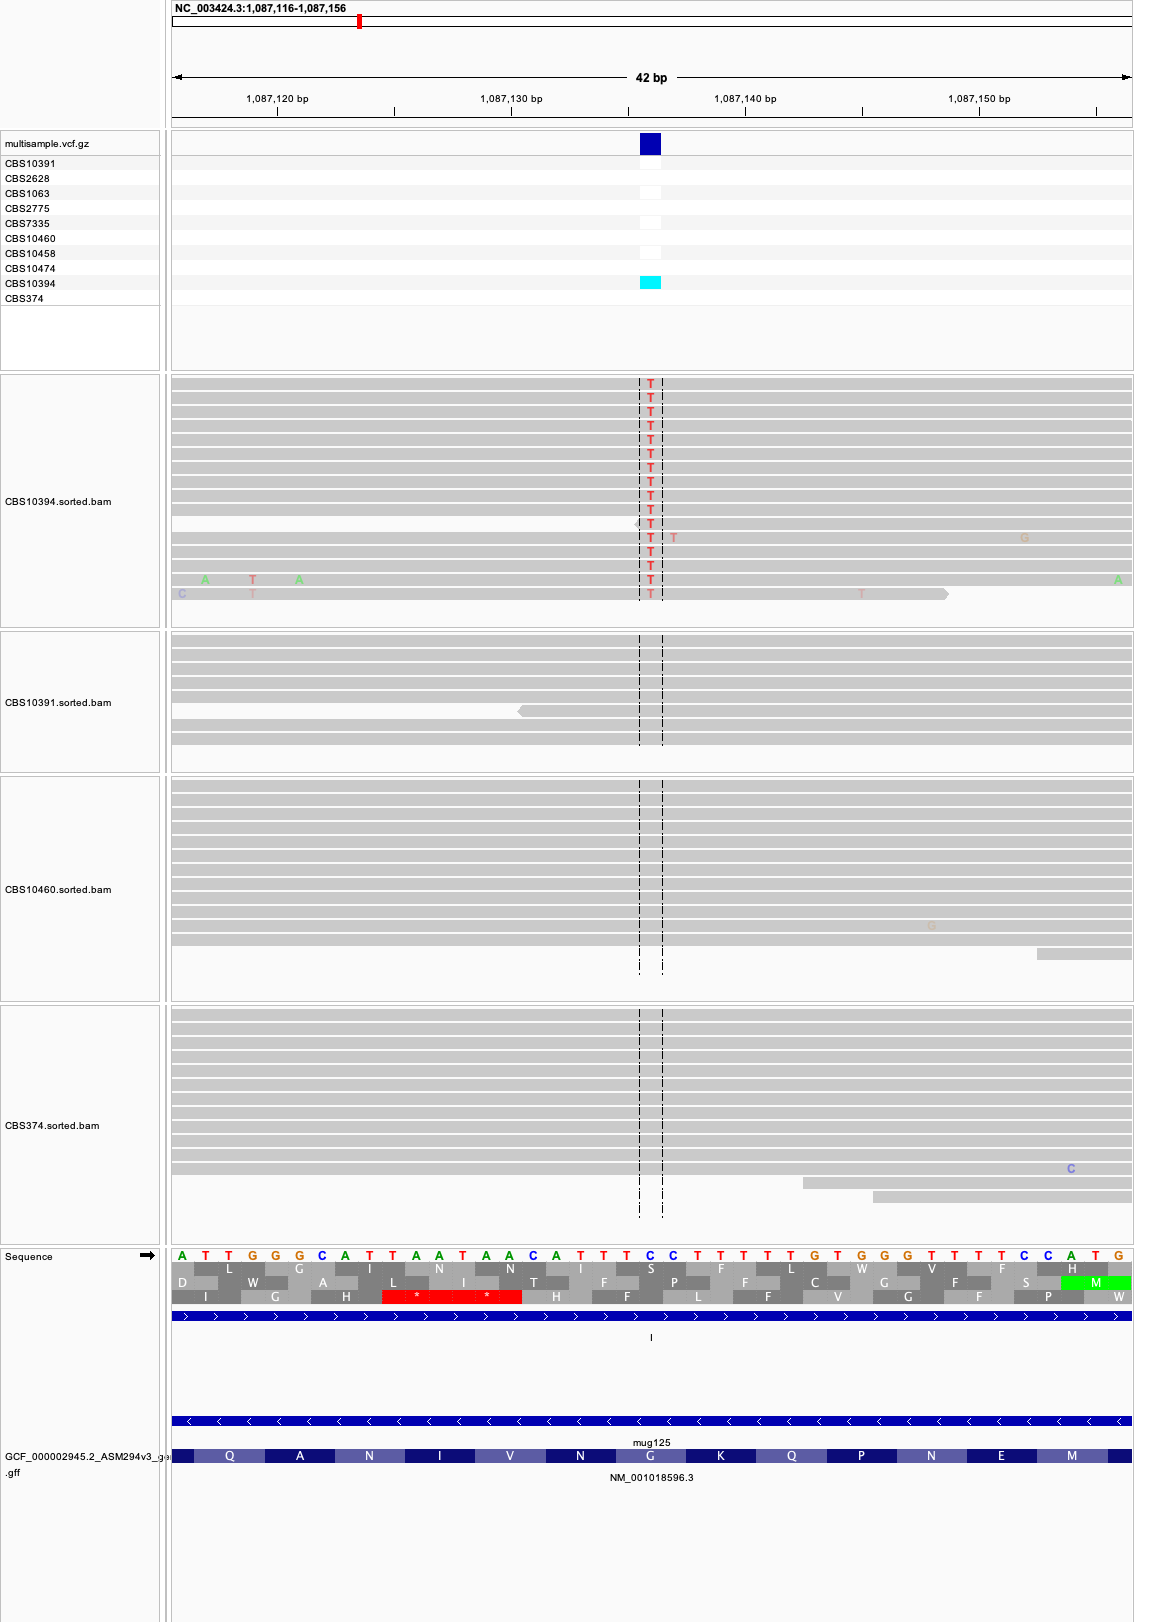 NC_003424.3:1,087,116-1,087,156
42 bp
1,087,120 bp 1,087,130 bp 1,087,140 bp 1,087,150 bp
multisample.vcf.gz
CBS10391
CBS2628
CBS1063
CBS2775
CBS7335
CBS10460
CBS10458
CBS10474
CBS10394
CBS374
T
T
T
T
T
T
T
T
T
CBS10394.sorted.bam
T
T
T T G
T
T
A T A T A
C T T T
CBS10391.sorted.bam
CBS10460.sorted.bam
G
CBS374.sorted.bam
C
Sequence A T T G G G C A T T A A T A A C A T T T C C T T T T T G T G G G T T T T C C A T G
L G I N N I S F L W V F H
D W A L I T F P F C G F S M
I G H * * H F L F V G F P W
I
mug125
GCF_000002945.2_ASM294v3_ge Q A N I V N G K Q P N E M
.gff
NM_001018596.3